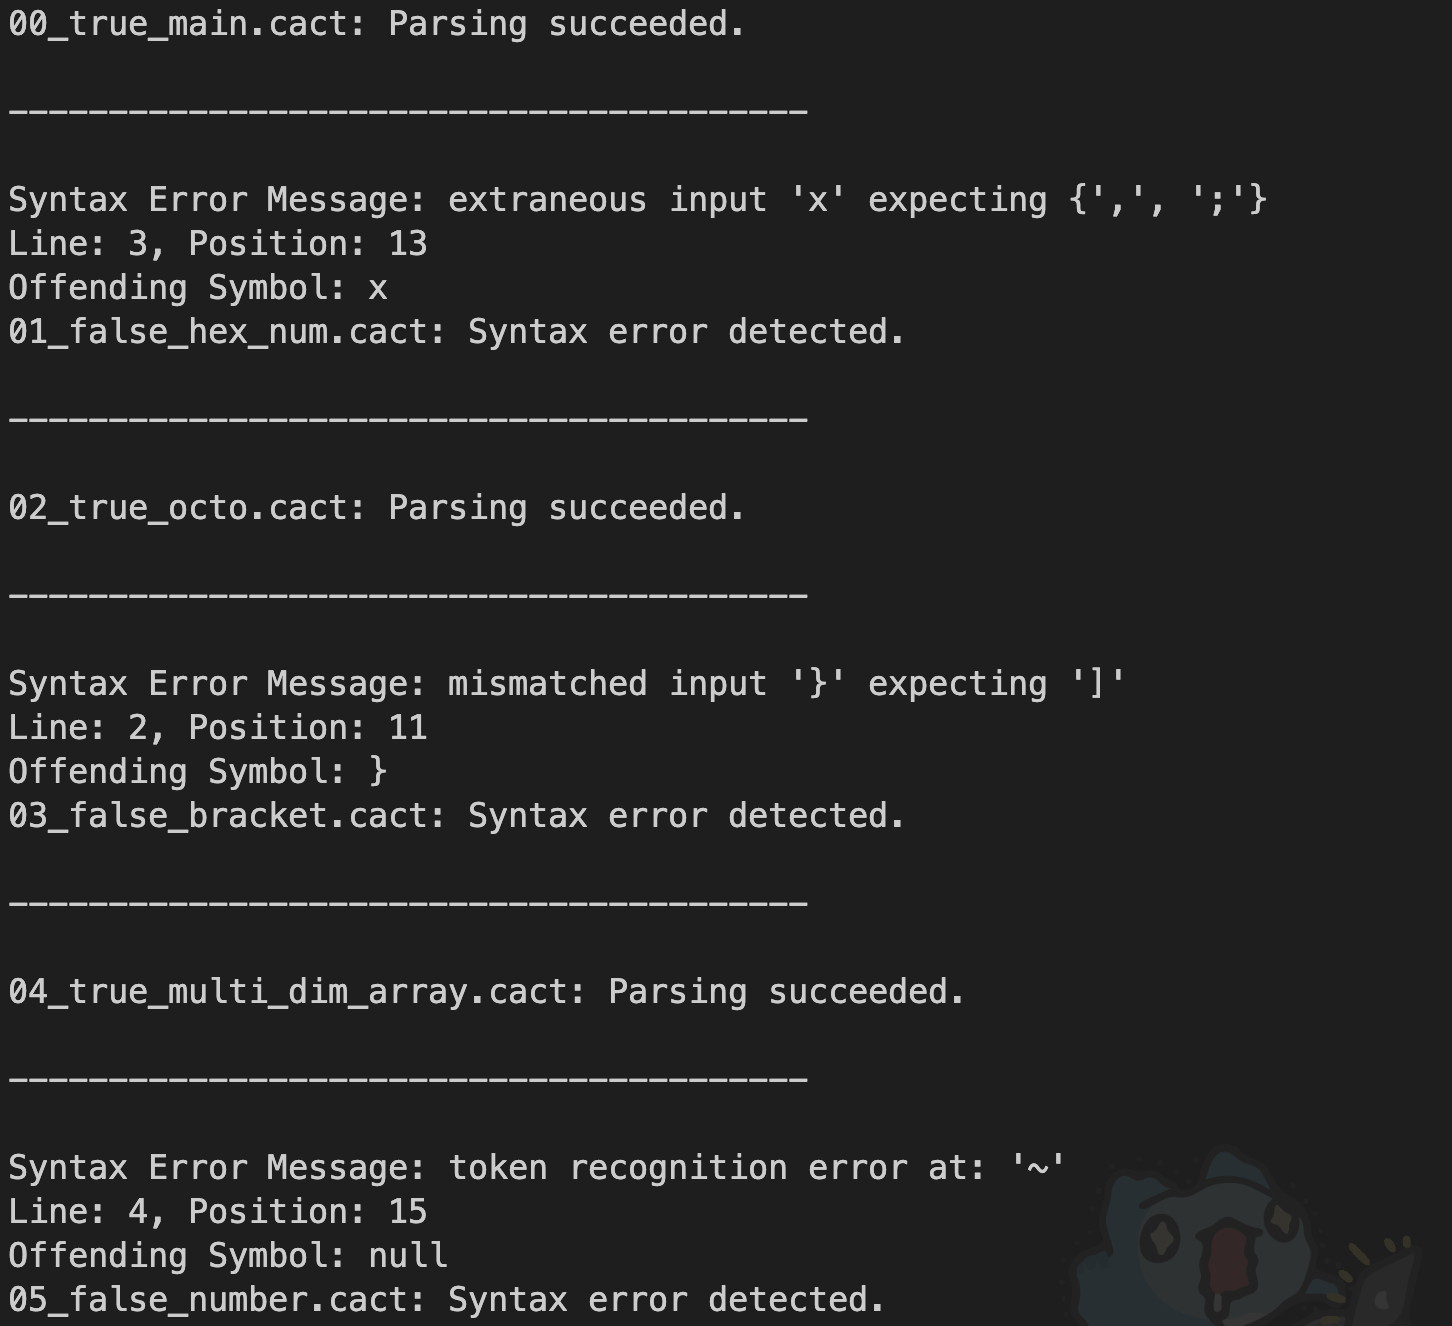 00_true_main.cact: Parsing succeeded.
----------------------------------------
Syntax Error Message: extraneous input 'x' expecting {',', ';'}
Line: 3, Position: 13
Offending Symbol: x
01_false_hex_num.cact: Syntax error detected.
----------------------------------------
02_true_octo.cact: Parsing succeeded.
----------------------------------------
Syntax Error Message: mismatched input '}' expecting ']'
Line: 2, Position: 11
Offending Symbol: }
03_false_bracket.cact: Syntax error detected.
----------------------------------------
04_true_multi_dim_array.cact: Parsing succeeded.
----------------------------------------
Syntax Error Message: token recognition error at: '~'
Line: 4, Position: 15
Offending Symbol: null
05_false_number.cact: Syntax error detected.